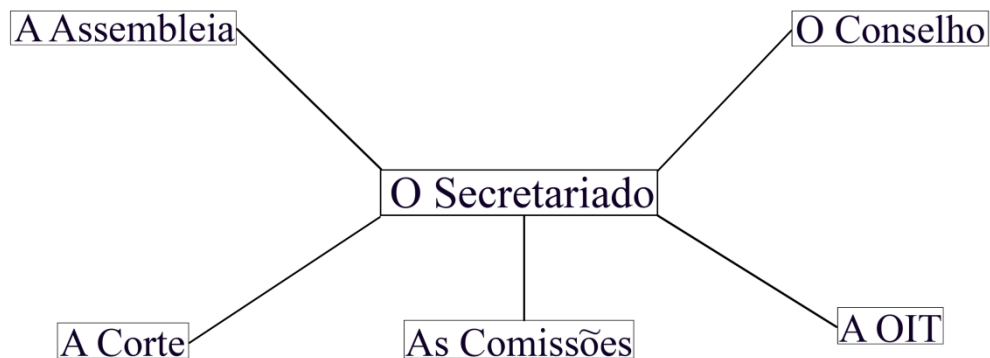 A Assembleia
O Conselho
O Secretariado
A Corte
As Comissões
A OIT